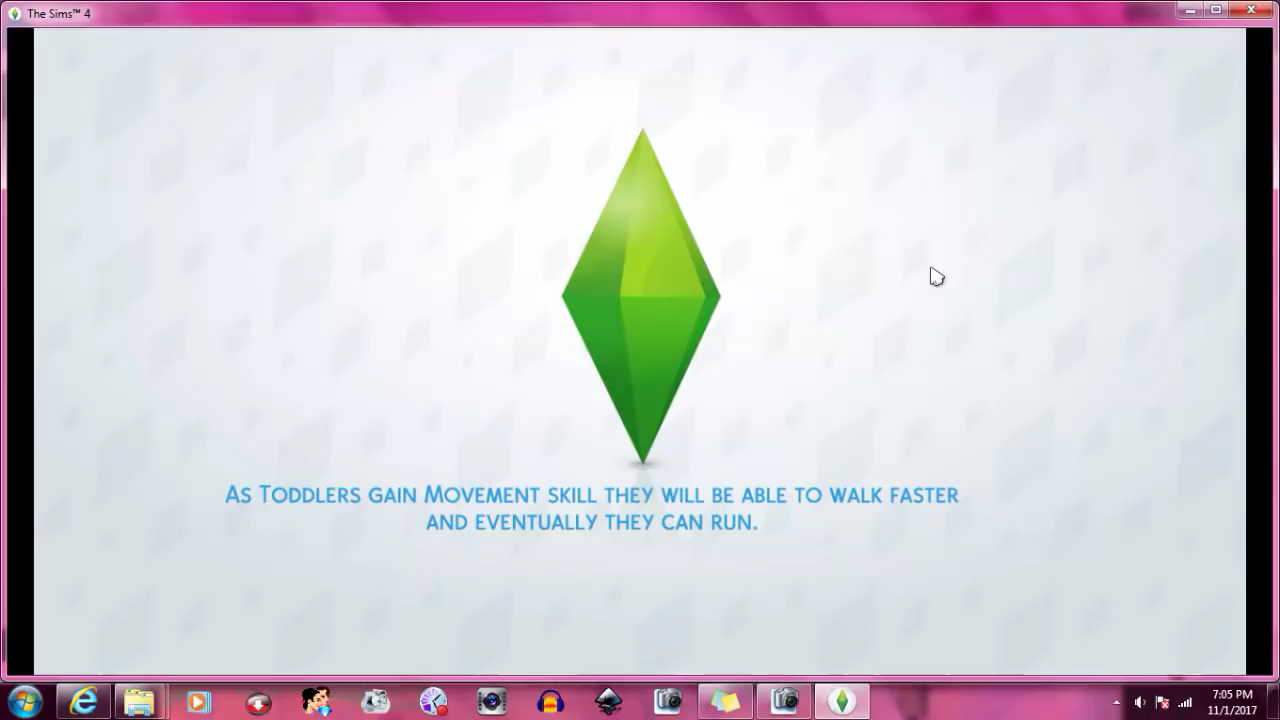 The Sims™ 4
As Toddlers gain Movement skill they will be able to walk faster
and eventually they can run.
7:05 PM
11/1/2017